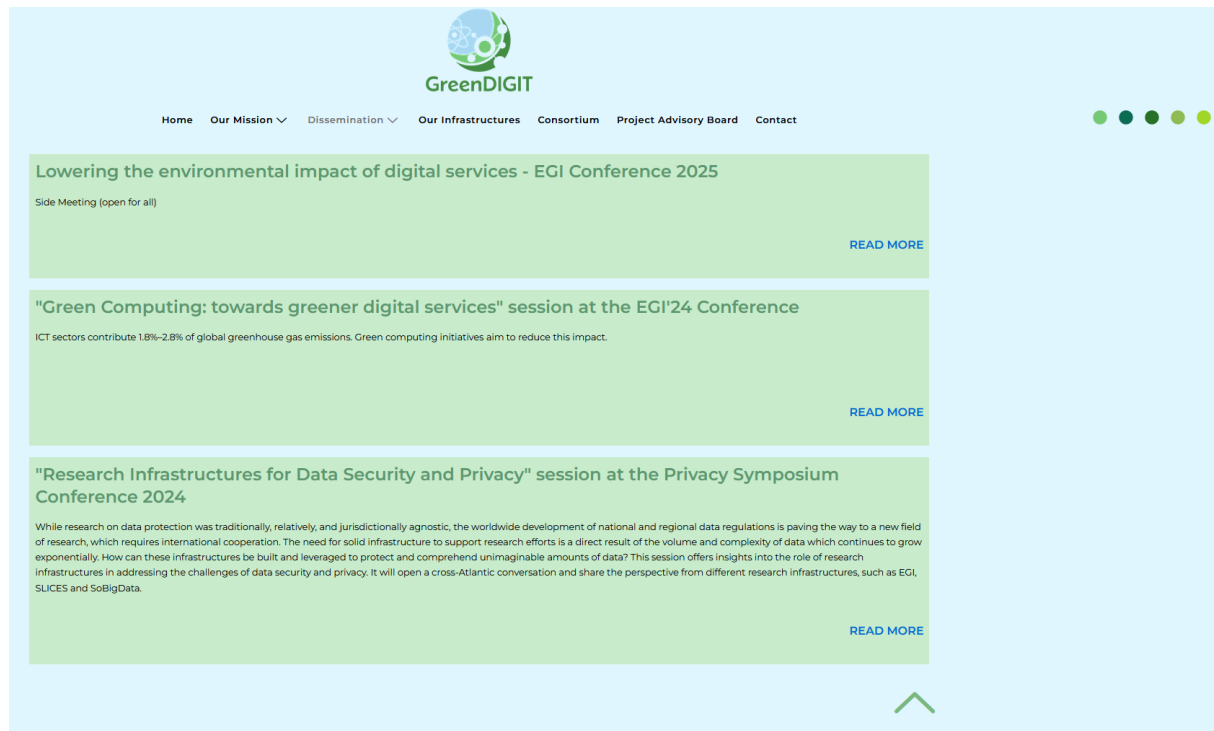 GreenDIGIT
Home Our Mission Dissemination Our Infrastructures Consortium Project Advisory Board Contact
Lowering the environmental impact of digital services - EGI Conference 2025
Side Meeting (open for all)
READ MORE
"Green Computing: towards greener digital services" session at the EGI'24 Conference
ICT sectors contribute 1.8%–2.8% of global greenhouse gas emissions. Green computing initiatives aim to reduce this impact.
READ MORE
"Research Infrastructures for Data Security and Privacy" session at the Privacy Symposium
Conference 2024
While research on data protection was traditionally, relatively, and jurisdictionally agnostic, the worldwide development of national and regional data regulations is paving the way to a new field
of research, which requires international cooperation. The need for solid infrastructure to support research efforts is a direct result of the volume and complexity of data which continues to grow
exponentially. How can these infrastructures be built and leveraged to protect and comprehend unimaginable amounts of data? This session offers insights into the role of research
infrastructures in addressing the challenges of data security and privacy. It will open a cross-Atlantic conversation and share the perspective from different research infrastructures, such as EGI,
SLICES and SoBigData.
READ MORE